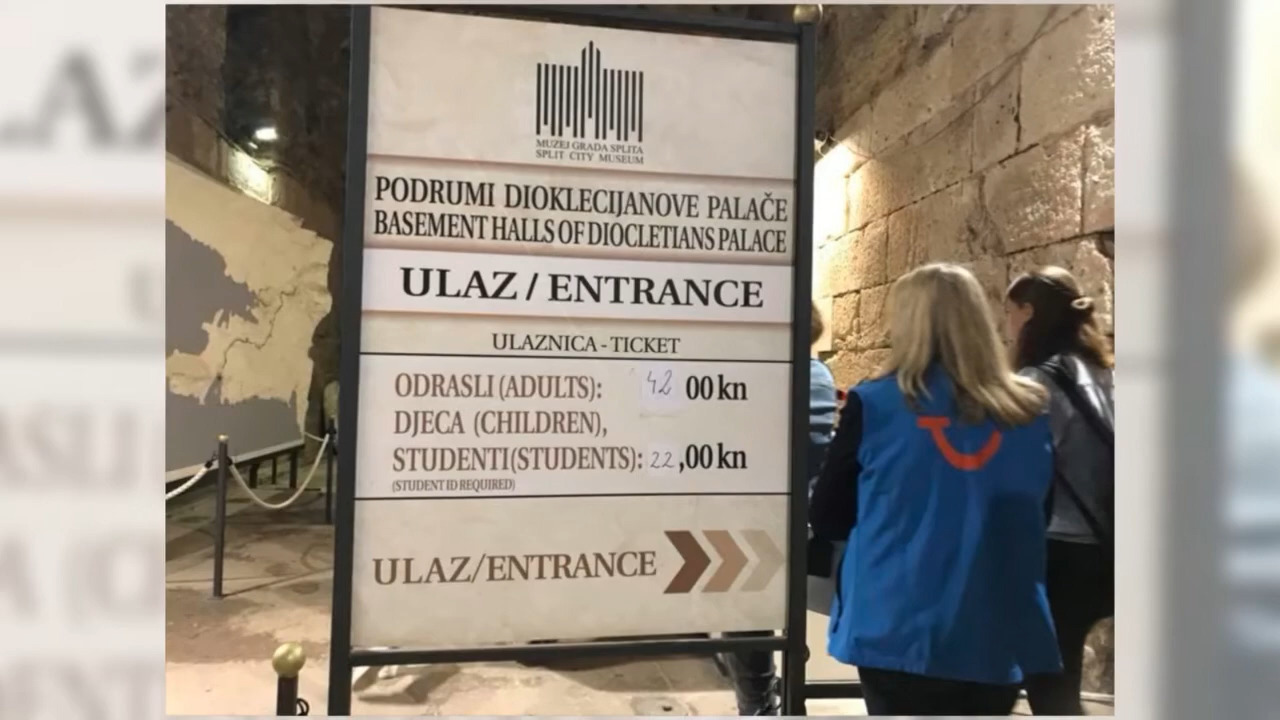 MUZEJ GRADA SPLITA
SPLIT CITY MUSEUM
PODRUMI DIOKLECIJANOVE PALAČE
BASEMENT HALLS OF DIOCLETIANS PALACE
ULAZ / ENTRANCE
ULAZNICA - TICKET
ODRASLI (ADULTS): 42 00 kn
DJECA (CHILDREN),
STUDENTI (STUDENTS): 22 ,00 kn
(STUDENT ID REQUIRED)
ULAZ/ENTRANCE